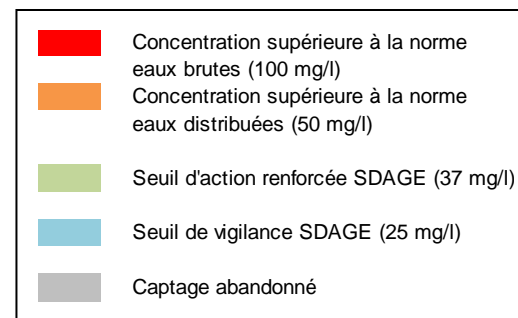 Concentration supérieure à la norme
eaux brutes (100 mg/l)
Concentration supérieure à la norme
eaux distribuées (50 mg/l)
Seuil d'action renforcée SDAGE (37 mg/l)
Seuil de vigilance SDAGE (25 mg/l)
Captage abandonné